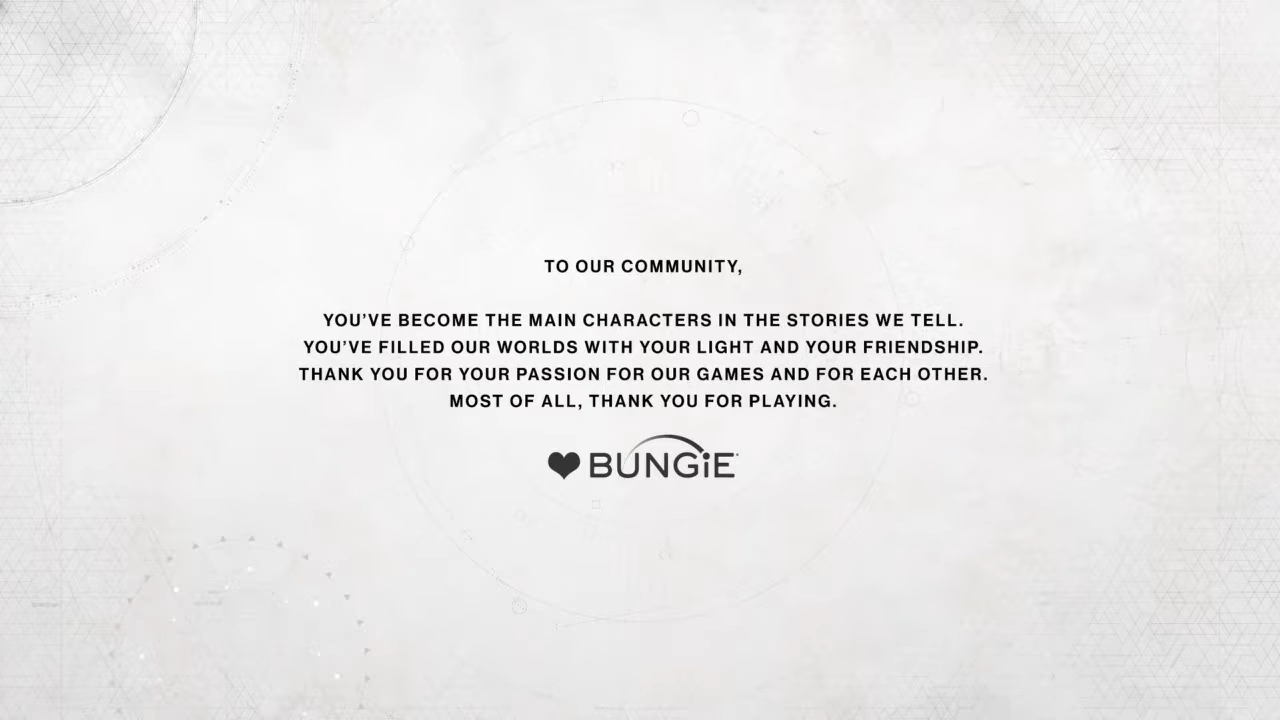 TO OUR COMMUNITY,
YOU'VE BECOME THE MAIN CHARACTERS IN THE STORIES WE TELL.
YOU'VE FILLED OUR WORLDS WITH YOUR LIGHT AND YOUR FRIENDSHIP.
THANK YOU FOR YOUR PASSION FOR OUR GAMES AND FOR EACH OTHER.
MOST OF ALL, THANK YOU FOR PLAYING.
BUNGiE